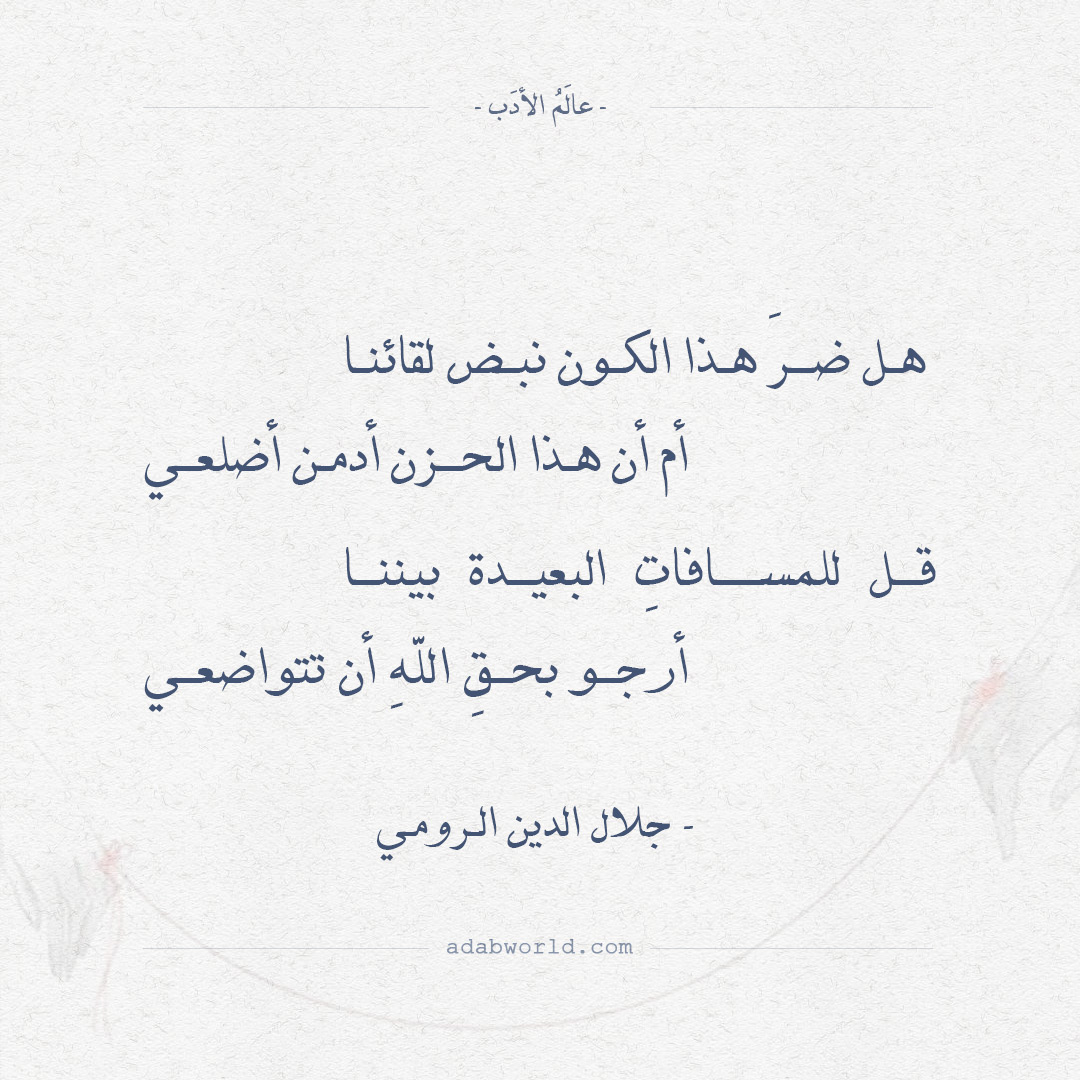 - عالَمُ الأدَب -
هل ضرَ هذا الكون نبض لقائنا
أم أن هذا الحزن أدمن أضلعي
قل للمسافاتِ البعيدة بيننا
أرجو بحقِ اللّهِ أن تتواضعي
- جلال الدين الرومي
adabworld.com